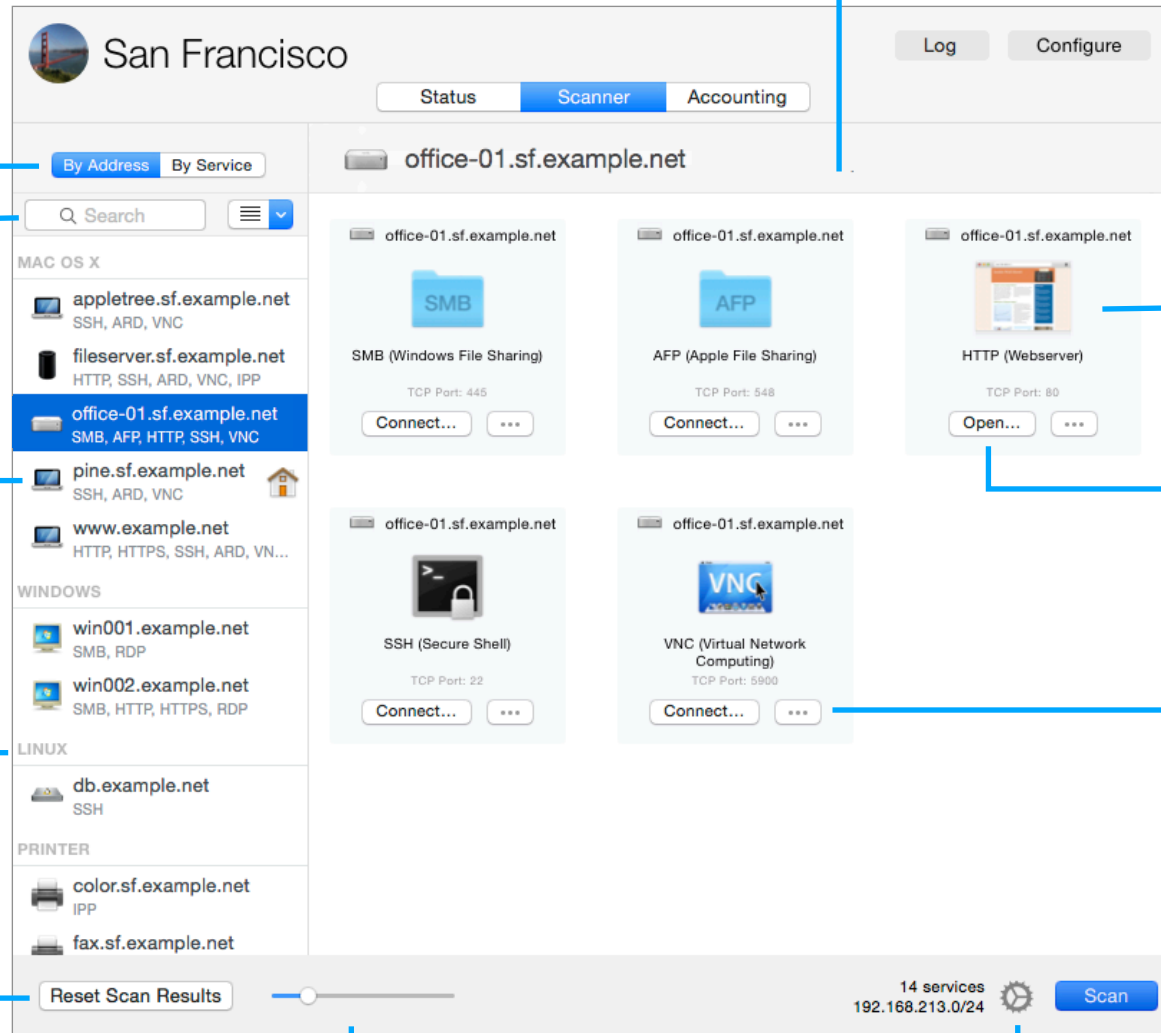 San Francisco
Log
Configure
Status
Scanner
Accounting
By Address
By Service
office-01.sf.example.net
Search
MAC OS X
appletree.sf.example.net
SSH, ARD, VNC
fileserver.sf.example.net
HTTP, SSH, ARD, VNC, IPP
office-01.sf.example.net
SMB, AFP, HTTP, SSH, VNC
pine.sf.example.net
SSH, ARD, VNC
www.example.net
HTTP, HTTPS, SSH, ARD, VN...
WINDOWS
win001.example.net
SMB, RDP
win002.example.net
SMB, HTTP, HTTPS, RDP
LINUX
db.example.net
SSH
PRINTER
color.sf.example.net
IPP
fax.sf.example.net
office-01.sf.example.net
SMB
SMB (Windows File Sharing)
TCP Port: 445
Connect...
office-01.sf.example.net
AFP
AFP (Apple File Sharing)
TCP Port: 548
Connect...
office-01.sf.example.net
HTTP (Webserver)
TCP Port: 80
Open...
office-01.sf.example.net
>_
SSH (Secure Shell)
TCP Port: 22
Connect...
office-01.sf.example.net
VNC
VNC (Virtual Network
Computing)
TCP Port: 5900
Connect...
Reset Scan Results
14 services
192.168.213.0/24
Scan